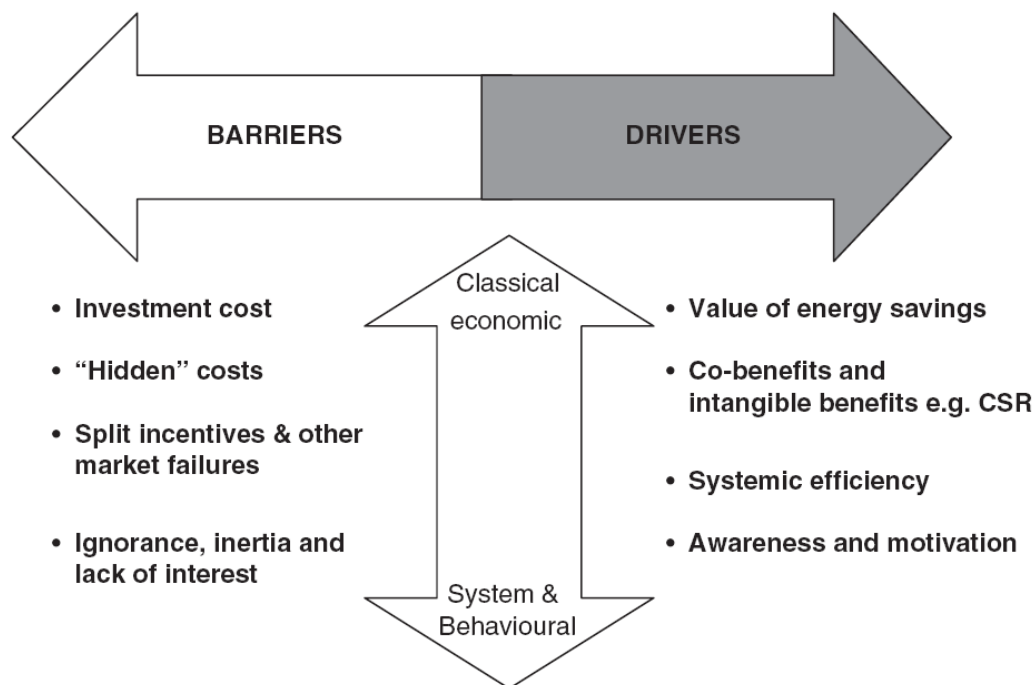 BARRIERS
DRIVERS
Classical
economic
• Investment cost
• “Hidden” costs
• Split incentives & other
market failures
• Ignorance, inertia and
lack of interest
• Value of energy savings
• Co-benefits and
intangible benefits e.g. CSR
• Systemic efficiency
• Awareness and motivation
System &
Behavioural